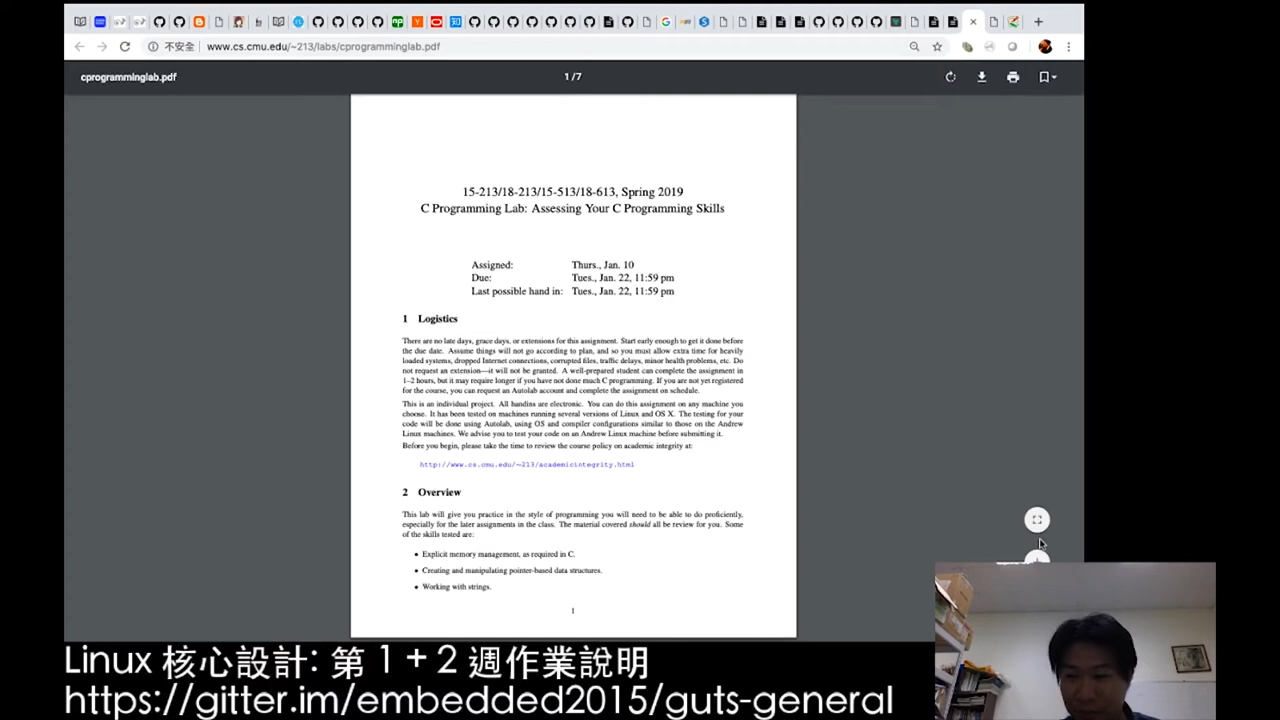 不安全
www.cs.cmu.edu/~213/labs/cprogramminglab.pdf
cprogramminglab.pdf
1 / 7
15-213/18-213/15-513/18-613, Spring 2019
C Programming Lab: Assessing Your C Programming Skills
Assigned: Thurs., Jan. 10
Due: Tues., Jan. 22, 11:59 pm
Last possible hand in: Tues., Jan. 22, 11:59 pm
1 Logistics
There are no late days, grace days, or extensions for this assignment. Start early enough to get it done before
the due date. Assume things will not go according to plan, and so you must allow extra time for heavily
loaded systems, dropped Internet connections, corrupted files, traffic delays, minor health problems, etc. Do
not request an extension—it will not be granted. A well-prepared student can complete the assignment in
1–2 hours, but it may require longer if you have not done much C programming. If you are not yet registered
for the course, you can request an Autolab account and complete the assignment on schedule.
This is an individual project. All handins are electronic. You can do this assignment on any machine you
choose. It has been tested on machines running several versions of Linux and OS X. The testing for your
code will be done using Autolab, using OS and compiler configurations similar to those on the Andrew
Linux machines. We advise you to test your code on an Andrew Linux machine before submitting it.
Before you begin, please take the time to review the course policy on academic integrity at:
http://www.cs.cmu.edu/~213/academicintegrity.html
2 Overview
This lab will give you practice in the style of programming you will need to be able to do proficiently,
especially for the later assignments in the class. The material covered should all be review for you. Some
of the skills tested are:
• Explicit memory management, as required in C.
• Creating and manipulating pointer-based data structures.
• Working with strings.
1
Linux 核心設計: 第 1 + 2 週作業說明
https://gitter.im/embedded2015/guts-general